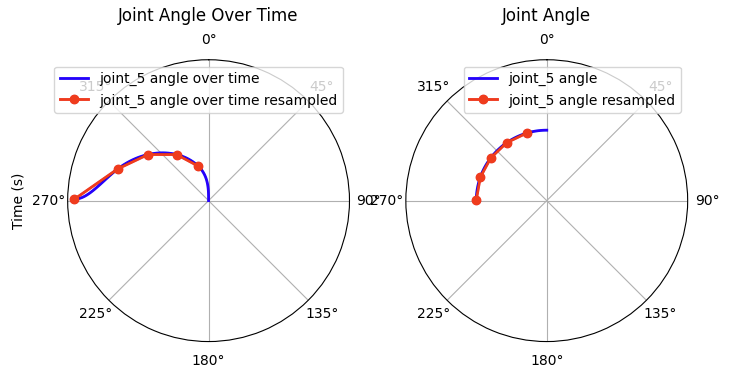 Joint Angle Over Time
Joint Angle
0°
0°
joint_5 angle over time
joint_5 angle over time resampled
joint_5 angle
joint_5 angle resampled
315°
45°
315°
45°
Time (s)
270°
90°
270°
90°
225°
135°
225°
135°
180°
180°